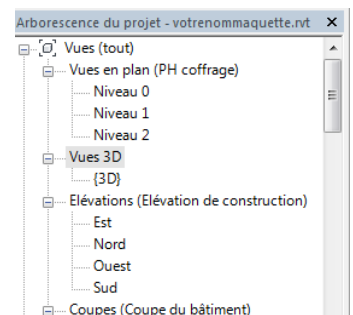 Arborescence du projet - votrenommaquette.rvt
Vues (tout)
Vues en plan (PH coffrage)
Niveau 0
Niveau 1
Niveau 2
Vues 3D
{3D}
Elévations (Elévation de construction)
Est
Nord
Ouest
Sud
Coupes (Coupe du bâtiment)